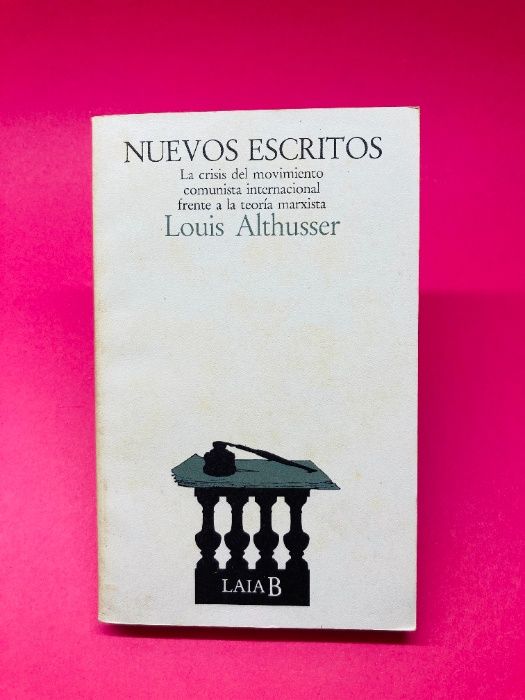 NUEVOS ESCRITOS
La crisis del movimiento
comunista internacional
frente a la teoría marxista
Louis Althusser
LAIA B